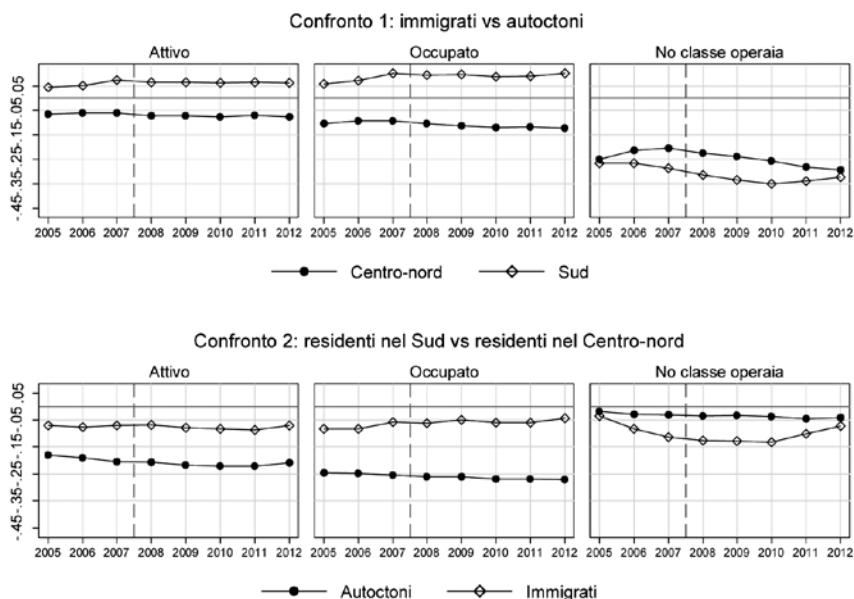 Confronto 1: immigrati vs autoctoni
Attivo
Occupato
No classe operaia
-.45-.35-.25-.15-.05 .05
2005 2006 2007 2008 2009 2010 2011 2012
2005 2006 2007 2008 2009 2010 2011 2012
2005 2006 2007 2008 2009 2010 2011 2012
Centro-nord
Sud
Confronto 2: residenti nel Sud vs residenti nel Centro-nord
Attivo
Occupato
No classe operaia
-.45-.35-.25-.15-.05 .05
2005 2006 2007 2008 2009 2010 2011 2012
2005 2006 2007 2008 2009 2010 2011 2012
2005 2006 2007 2008 2009 2010 2011 2012
Autoctoni
Immigrati